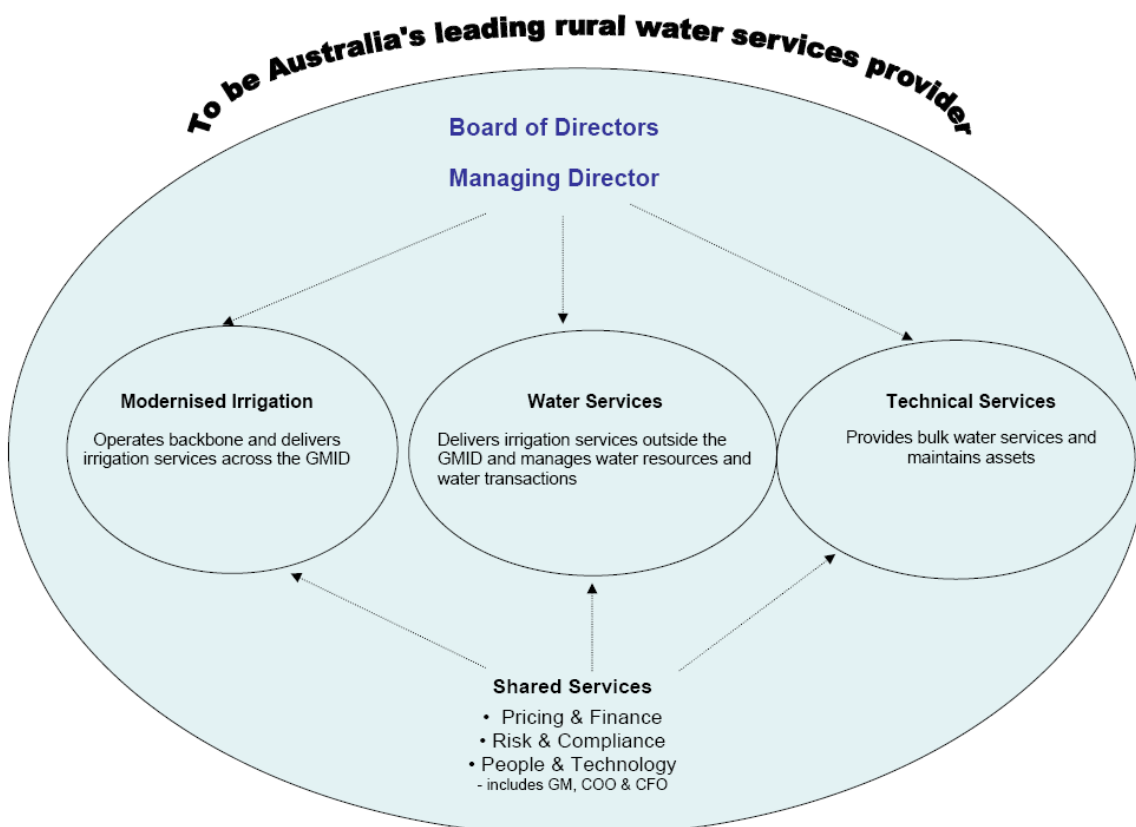 To be Australia's leading rural water services provider
Board of Directors
Managing Director
Modernised Irrigation
Operates backbone and delivers
irrigation services across the GMID
Water Services
Delivers irrigation services outside the
GMID and manages water resources and
water transactions
Technical Services
Provides bulk water services and
maintains assets
Shared Services
• Pricing & Finance
• Risk & Compliance
• People & Technology
- includes GM, COO & CFO